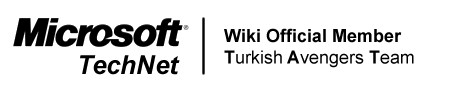 Microsoft®
TechNet
Wiki Official Member
Turkish Avengers Team